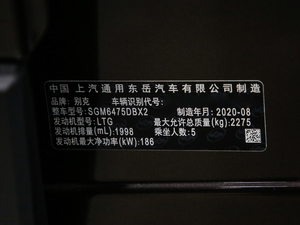 中国 上汽通用东岳汽车有限公司制造
品牌: 别克 车辆识别代号:
整车型号: SGM6475DBX2 制造年月: 2020-08
发动机型号: LTG 最大允许总质量(kg): 2275
发动机排量(mL): 1998 乘坐人数: 5
发动机最大净功率(kW): 186